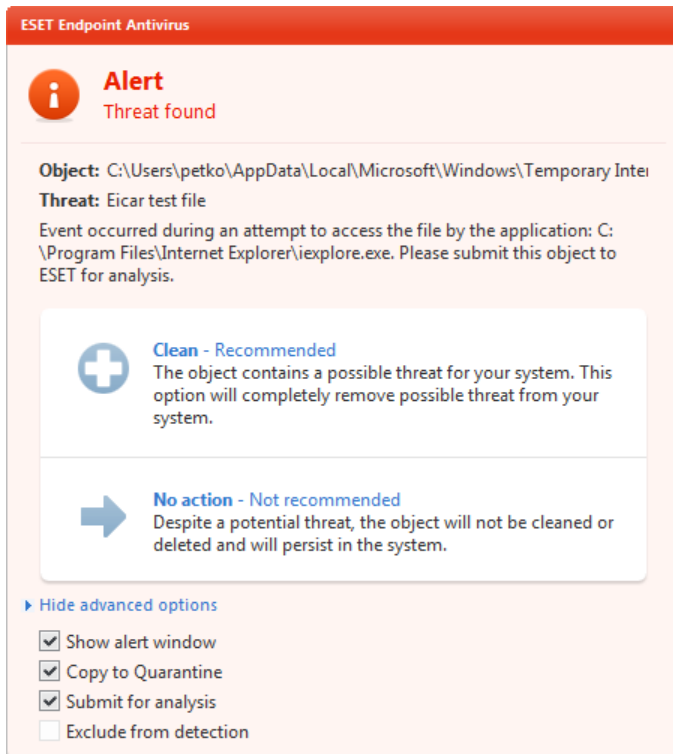 ESET Endpoint Antivirus
Alert
Threat found
Object: C:\Users\petko\AppData\Local\Microsoft\Windows\Temporary Inter
Threat: Eicar test file
Event occurred during an attempt to access the file by the application: C:
\Program Files\Internet Explorer\iexplore.exe. Please submit this object to
ESET for analysis.
Clean - Recommended
The object contains a possible threat for your system. This
option will completely remove possible threat from your
system.
No action - Not recommended
Despite a potential threat, the object will not be cleaned or
deleted and will persist in the system.
Hide advanced options
Show alert window
Copy to Quarantine
Submit for analysis
Exclude from detection